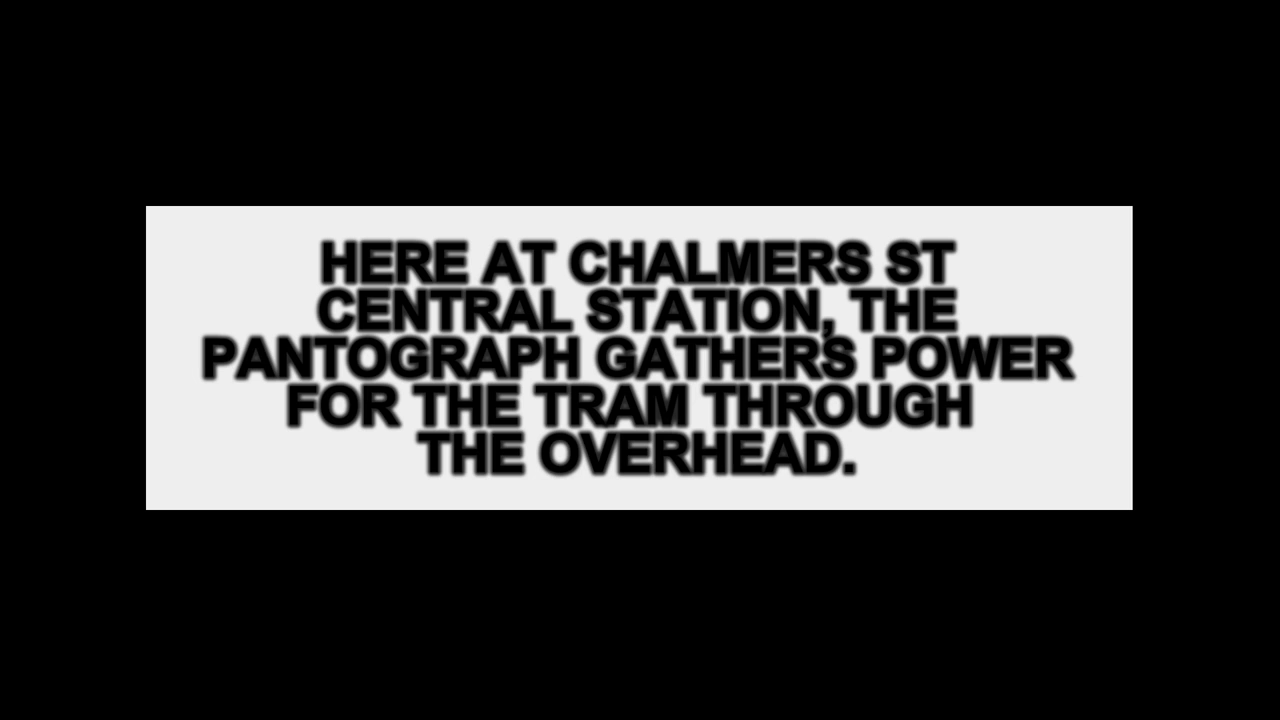 HERE AT CHALMERS ST
CENTRAL STATION, THE
PANTOGRAPH GATHERS POWER
FOR THE TRAM THROUGH
THE OVERHEAD.